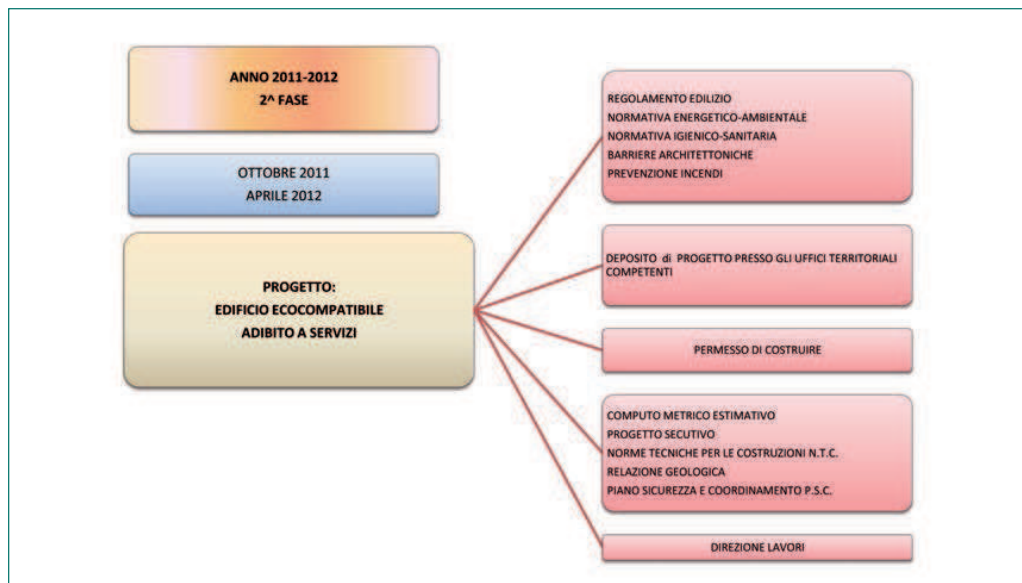 ANNO 2011-2012
2^ FASE
OTTOBRE 2011
APRILE 2012
PROGETTO:
EDIFICIO ECOCOMPATIBILE
ADIBITO A SERVIZI
REGOLAMENTO EDILIZIO
NORMATIVA ENERGETICO-AMBIENTALE
NORMATIVA IGIENICO-SANITARIA
BARRIERE ARCHITETTONICHE
PREVENZIONE INCENDI
DEPOSITO di PROGETTO PRESSO GLI UFFICI TERRITORIALI
COMPETENTI
PERMESSO DI COSTRUIRE
COMPUTO METRICO ESTIMATIVO
PROGETTO SECUTIVO
NORME TECNICHE PER LE COSTRUZIONI N.T.C.
RELAZIONE GEOLOGICA
PIANO SICUREZZA E COORDINAMENTO P.S.C.
DIREZIONE LAVORI